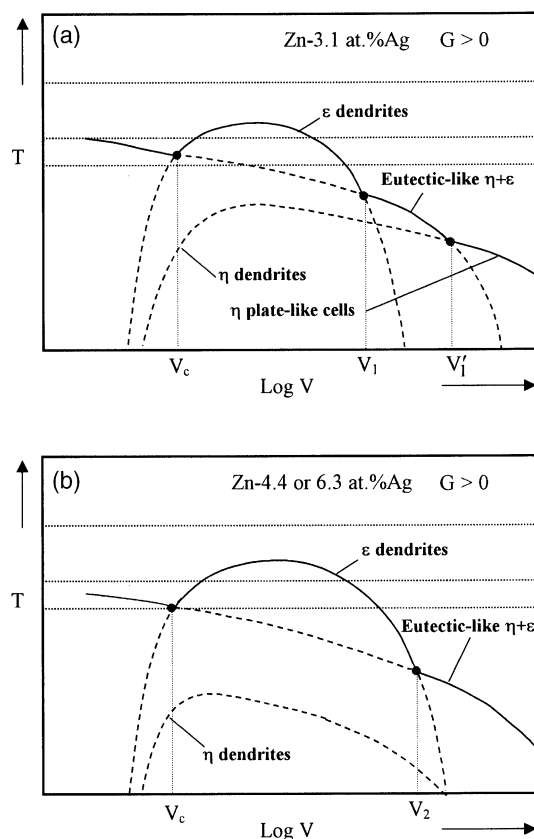 (a)
Zn-3.1 at.%Ag G > 0
ε dendrites
T
Eutectic-like η+ε
η dendrites
η plate-like cells
V_c V_1 V′_1
Log V
(b)
Zn-4.4 or 6.3 at.%Ag G > 0
ε dendrites
T
Eutectic-like η+ε
η dendrites
V_c V_2
Log V